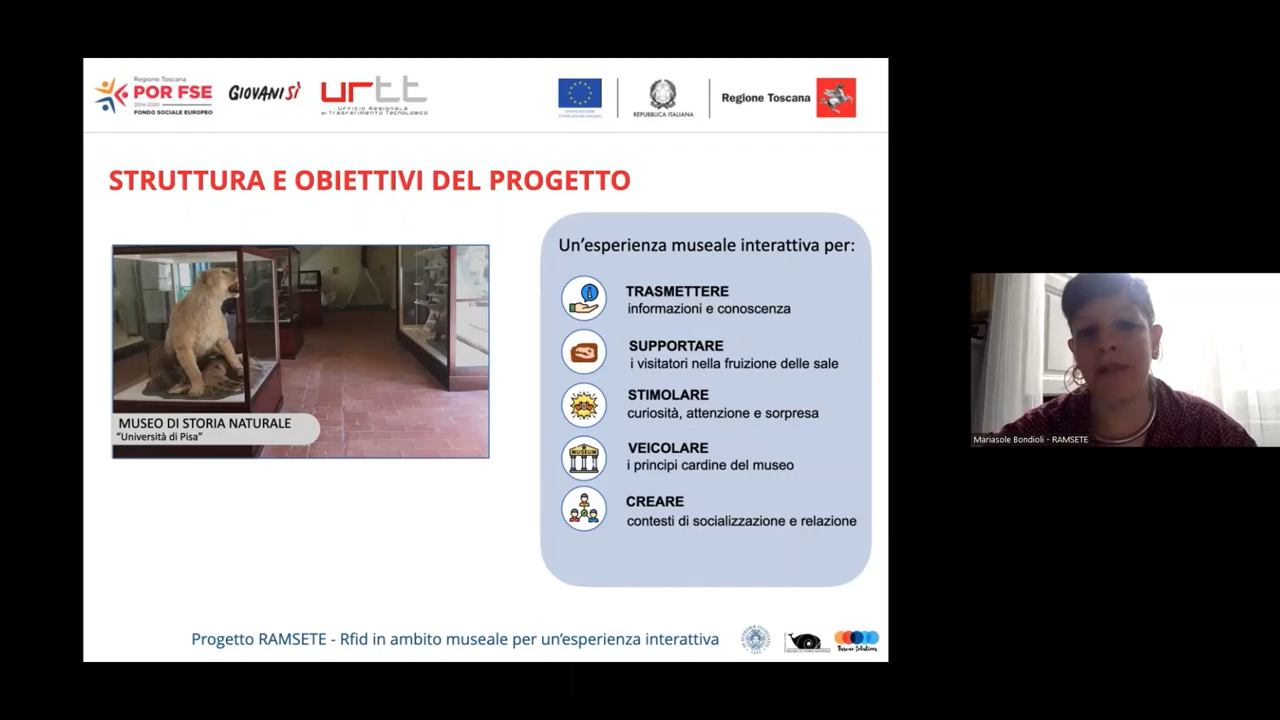 Regione Toscana
POR FSE
2014-2020
FONDO SOCIALE EUROPEO
GIOVANISÌ
urtt
Ufficio Regionale
di Trasferimento Tecnologico
REPUBBLICA ITALIANA
Regione Toscana
STRUTTURA E OBIETTIVI DEL PROGETTO
MUSEO DI STORIA NATURALE
“Università di Pisa”
Un’esperienza museale interattiva per:
TRASMETTERE
informazioni e conoscenza
SUPPORTARE
i visitatori nella fruizione delle sale
STIMOLARE
curiosità, attenzione e sorpresa
MUSEUM
VEICOLARE
i principi cardine del museo
CREARE
contesti di socializzazione e relazione
Progetto RAMSETE - Rfid in ambito museale per un’esperienza interattiva
Mariasole Bondioli - RAMSETE